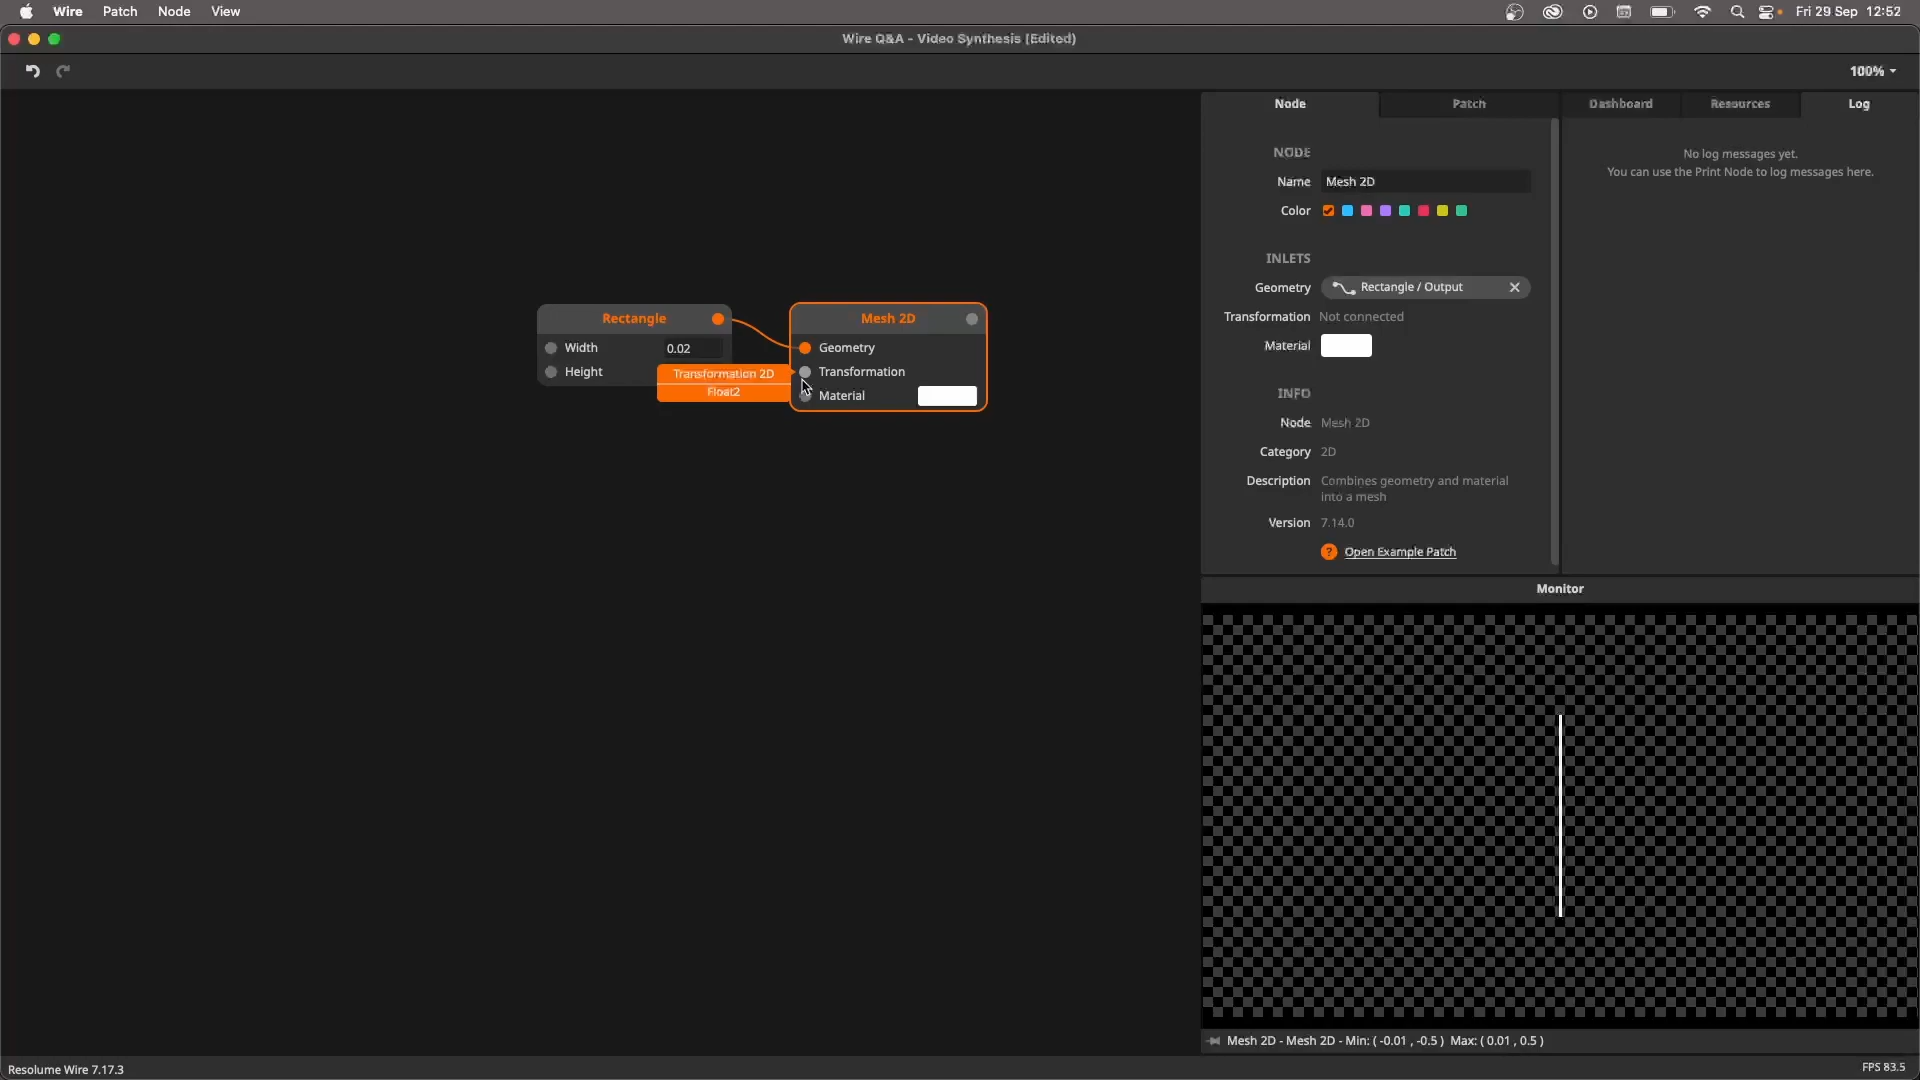 Wire Patch Node View
Fri 29 Sep 12:52
Wire Q&A - Video Synthesis [Edited]
100%
Node Patch Dashboard Resources Log
NODE
Name Mesh 2D
Color
INLETS
Geometry Rectangle / Output
Transformation Not connected
Material
INFO
Node Mesh 2D
Category 2D
Description Combines geometry and material
into a mesh
Version 7.14.0
? Open Example Patch
No log messages yet.
You can use the Print Node to log messages here.
Rectangle
Width 0.02
Height
Transformation 2D
Float2
Mesh 2D
Geometry
Transformation
Material
Monitor
Mesh 2D - Mesh 2D - Min: ( -0.01 , -0.5 ) Max: ( 0.01 , 0.5 )
Resolume Wire 7.17.3
FPS 83.5